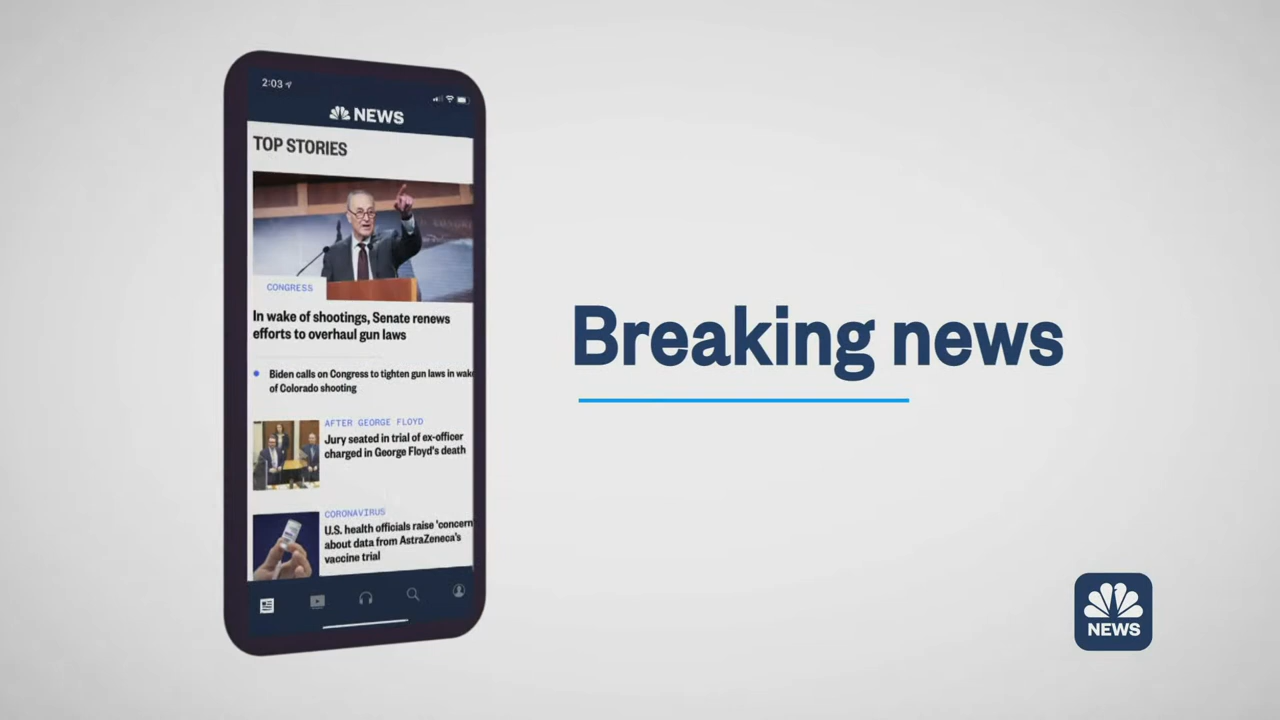 2:03
NEWS
TOP STORIES
CONGRESS
In wake of shootings, Senate renews
efforts to overhaul gun laws
Biden calls on Congress to tighten gun laws in wake
of Colorado shooting
AFTER GEORGE FLOYD
Jury seated in trial of ex-officer
charged in George Floyd's death
CORONAVIRUS
U.S. health officials raise 'concern
about data from AstraZeneca's
vaccine trial
Breaking news
NEWS